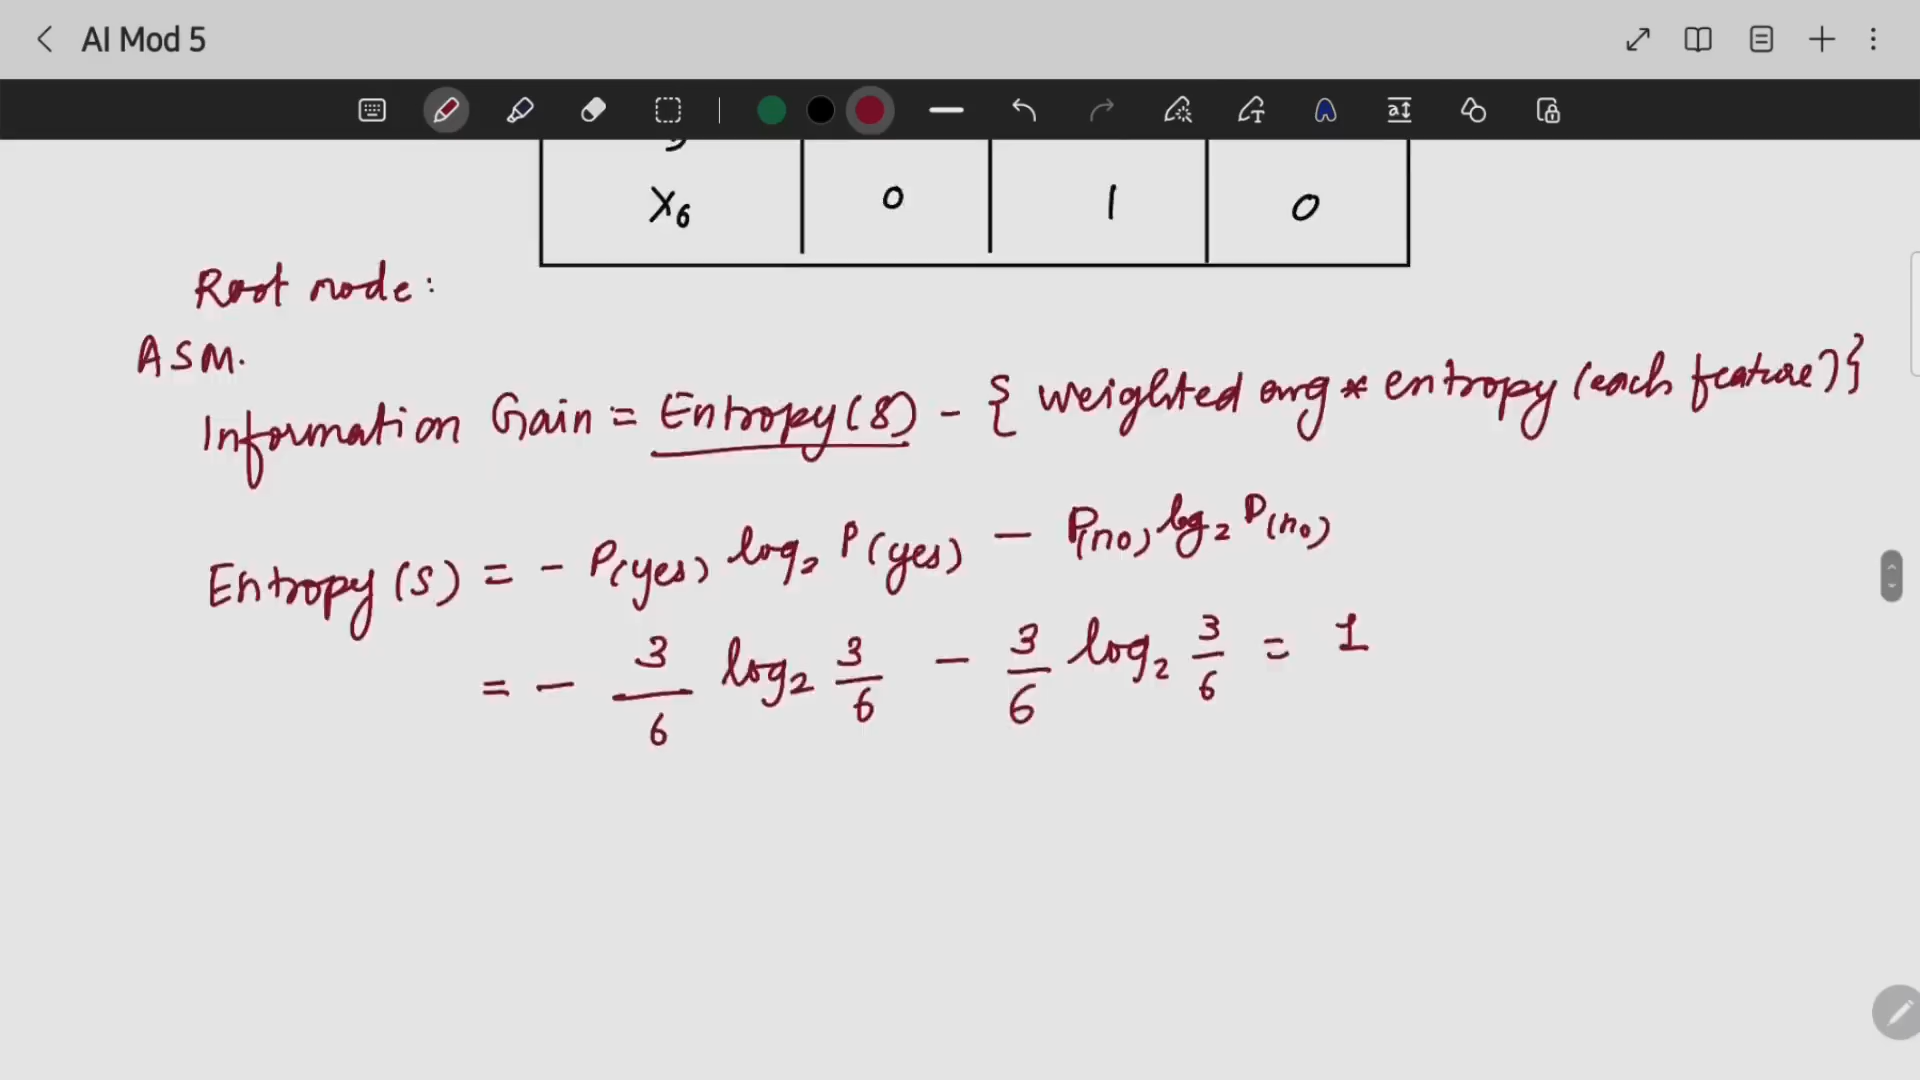 AI Mod 5
X6 0 1 0
Root node:
ASM.
Information Gain = Entropy(S) - { weighted avg * entropy (each feature)}
Entropy(S) = - P(yes) log2 P(yes) - P(no) log2 P(no)
= - 3/6 log2 3/6 - 3/6 log2 3/6 = 1